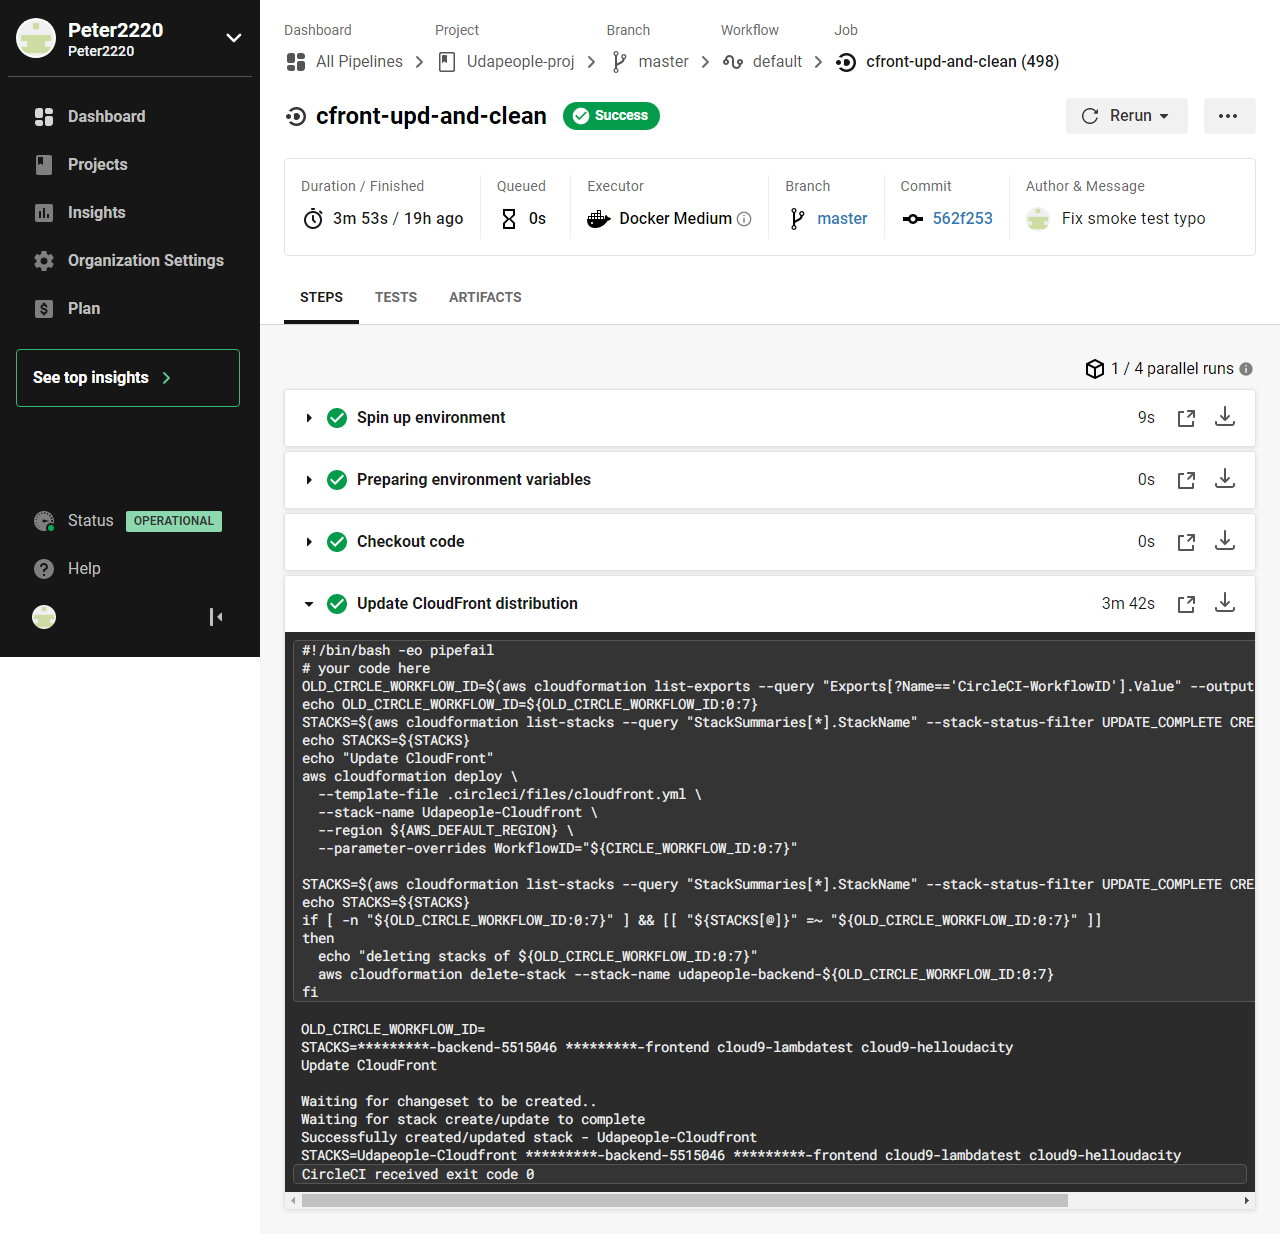 Peter2220
Peter2220
Dashboard
Projects
Insights
Organization Settings
Plan
See top insights
Status OPERATIONAL
Help
Dashboard Project Branch Workflow Job
All Pipelines Udapeople-proj master default cfront-upd-and-clean (498)
cfront-upd-and-clean Success Rerun
Duration / Finished Queued Executor Branch Commit Author & Message
3m 53s / 19h ago 0s Docker Medium master 562f253 Fix smoke test typo
STEPS TESTS ARTIFACTS
1 / 4 parallel runs
Spin up environment 9s
Preparing environment variables 0s
Checkout code 0s
Update CloudFront distribution 3m 42s
#!/bin/bash -eo pipefail
# your code here
OLD_CIRCLE_WORKFLOW_ID=$(aws cloudformation list-exports --query "Exports[?Name=='CircleCI-WorkflowID'].Value" --output
echo OLD_CIRCLE_WORKFLOW_ID=${OLD_CIRCLE_WORKFLOW_ID:0:7}
STACKS=$(aws cloudformation list-stacks --query "StackSummaries[*].StackName" --stack-status-filter UPDATE_COMPLETE CRE
echo STACKS=${STACKS}
echo "Update CloudFront"
aws cloudformation deploy \
--template-file .circleci/files/cloudfront.yml \
--stack-name Udapeople-Cloudfront \
--region ${AWS_DEFAULT_REGION} \
--parameter-overrides WorkflowID="${CIRCLE_WORKFLOW_ID:0:7}"
STACKS=$(aws cloudformation list-stacks --query "StackSummaries[*].StackName" --stack-status-filter UPDATE_COMPLETE CRE
echo STACKS=${STACKS}
if [ -n "${OLD_CIRCLE_WORKFLOW_ID:0:7}" ] && [[ "${STACKS[@]}" =~ "${OLD_CIRCLE_WORKFLOW_ID:0:7}" ]]
then
echo "deleting stacks of ${OLD_CIRCLE_WORKFLOW_ID:0:7}"
aws cloudformation delete-stack --stack-name udapeople-backend-${OLD_CIRCLE_WORKFLOW_ID:0:7}
fi
OLD_CIRCLE_WORKFLOW_ID=
STACKS=*********-backend-5515046 *********-frontend cloud9-lambdatest cloud9-helloudacity
Update CloudFront
Waiting for changeset to be created..
Waiting for stack create/update to complete
Successfully created/updated stack - Udapeople-Cloudfront
STACKS=Udapeople-Cloudfront *********-backend-5515046 *********-frontend cloud9-lambdatest cloud9-helloudacity
CircleCI received exit code 0